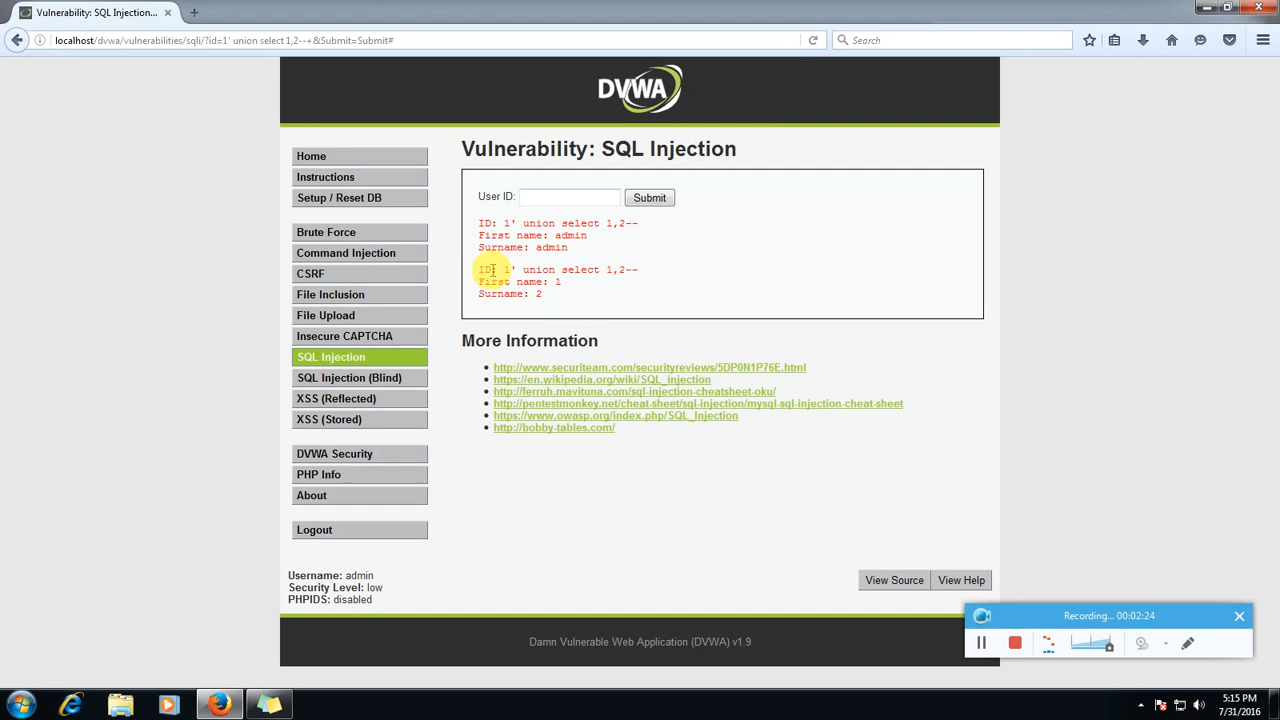 Vulnerability: SQL Injection...
localhost/dvwa/vulnerabilities/sqli/?id=1' union select 1,2--+&Submit=Submit#
Search
DVWA
Home
Instructions
Setup / Reset DB
Brute Force
Command Injection
CSRF
File Inclusion
File Upload
Insecure CAPTCHA
SQL Injection
SQL Injection (Blind)
XSS (Reflected)
XSS (Stored)
DVWA Security
PHP Info
About
Logout
Vulnerability: SQL Injection
User ID:
Submit
ID: 1' union select 1,2--
First name: admin
Surname: admin
ID: 1' union select 1,2--
First name: 1
Surname: 2
More Information
http://www.securiteam.com/securityreviews/5DP0N1P76E.html
https://en.wikipedia.org/wiki/SQL_injection
http://ferruh.mavituna.com/sql-injection-cheatsheet-oku/
http://pentestmonkey.net/cheat-sheet/sql-injection/mysql-sql-injection-cheat-sheet
https://www.owasp.org/index.php/SQL_Injection
http://bobby-tables.com/
Username: admin
Security Level: low
PHPIDS: disabled
View Source
View Help
Damn Vulnerable Web Application (DVWA) v1.9
Recording... 00:02:24
5:15 PM
7/31/2016